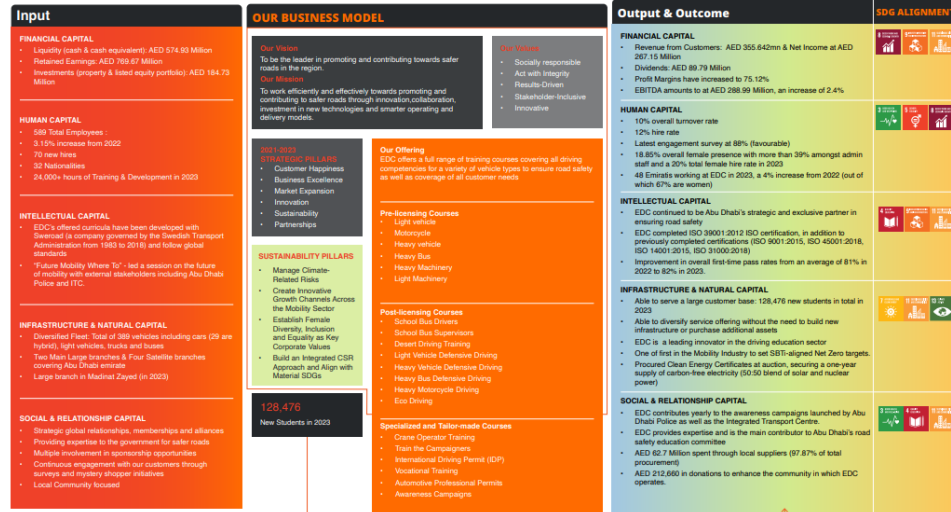 Input
FINANCIAL CAPITAL
• Liquidity (cash & cash equivalent): AED 574.93 Million
• Retained Earnings: AED 769.67 Million
• Investments (property & listed equity portfolio): AED 184.73
Million
HUMAN CAPITAL
• 589 Total Employees :
• 3.15% increase from 2022
• 70 new hires
• 32 Nationalities
• 24,000+ hours of Training & Development in 2023
INTELLECTUAL CAPITAL
• EDC's offered curricula have been developed with
Sweroad (a company governed by the Swedish Transport
Administration from 1983 to 2018) and follow global
standards
• "Future Mobility Where To" - led a session on the future
of mobility with external stakeholders including Abu Dhabi
Police and ITC.
INFRASTRUCTURE & NATURAL CAPITAL
• Diversified Fleet: Total of 389 vehicles including cars (29 are
hybrid), light vehicles, trucks and buses
• Two Main Large branches & Four Satellite branches
covering Abu Dhabi emirate
• Large branch in Madinat Zayed (in 2023)
SOCIAL & RELATIONSHIP CAPITAL
• Strategic global relationships, memberships and alliances
• Providing expertise to the government for safer roads
• Multiple involvement in sponsorship opportunities
• Continuous engagement with our customers through
surveys and mystery shopper initiatives
• Local Community focused
OUR BUSINESS MODEL
Our Vision
To be the leader in promoting and contributing towards safer
roads in the region.
Our Mission
To work efficiently and effectively towards promoting and
contributing to safer roads through innovation,collaboration,
investment in new technologies and smarter operating and
delivery models.
Our Values
• Socially responsible
• Act with Integrity
• Results-Driven
• Stakeholder-Inclusive
• Innovative
2021-2023
STRATEGIC PILLARS
• Customer Happiness
• Business Excellence
• Market Expansion
• Innovation
• Sustainability
• Partnerships
SUSTAINABILITY PILLARS
• Manage Climate-
Related Risks
• Create Innovative
Growth Channels Across
the Mobility Sector
• Establish Female
Diversity, Inclusion
and Equality as Key
Corporate Values
• Build an Integrated CSR
Approach and Align with
Material SDGs
128,476
New Students in 2023
Our Offering
EDC offers a full range of training courses covering all driving
competencies for a variety of vehicle types to ensure road safety
as well as coverage of all customer needs
Pre-licensing Courses
• Light vehicle
• Motorcycle
• Heavy vehicle
• Heavy Bus
• Heavy Machinery
• Light Machinery
Post-licensing Courses
• School Bus Drivers
• School Bus Supervisors
• Desert Driving Training
• Light Vehicle Defensive Driving
• Heavy Vehicle Defensive Driving
• Heavy Bus Defensive Driving
• Heavy Motorcycle Driving
• Eco Driving
Specialized and Tailor-made Courses
• Crane Operator Training
• Train the Campaigners
• International Driving Permit (IDP)
• Vocational Training
• Automotive Professional Permits
• Awareness Campaigns
Output & Outcome
FINANCIAL CAPITAL
• Revenue from Customers: AED 355.642mn & Net Income at AED
267.15 Million
• Dividends: AED 89.79 Million
• Profit Margins have increased to 75.12%
• EBITDA amounts to at AED 288.99 Million, an increase of 2.4%
HUMAN CAPITAL
• 10% overall turnover rate
• 12% hire rate
• Latest engagement survey at 88% (favourable)
• 18.85% overall female presence with more than 39% amongst admin
staff and a 20% total female hire rate in 2023
• 48 Emiratis working at EDC in 2023, a 4% increase from 2022 (out of
which 67% are women)
INTELLECTUAL CAPITAL
• EDC continued to be Abu Dhabi's strategic and exclusive partner in
ensuring road safety
• EDC completed ISO 39001:2012 ISO certification, in addition to
previously completed certifications (ISO 9001:2015, ISO 45001:2018,
ISO 14001:2015, ISO 31000:2018)
• Improvement in overall first-time pass rates from an average of 81% in
2022 to 82% in 2023.
INFRASTRUCTURE & NATURAL CAPITAL
• Able to serve a large customer base: 128,476 new students in total in
2023
• Able to diversify service offering without the need to build new
infrastructure or purchase additional assets
• EDC is a leading innovator in the driving education sector
• One of first in the Mobility Industry to set SBTi-aligned Net Zero targets.
• Procured Clean Energy Certificates at auction, securing a one-year
supply of carbon-free electricity (50:50 blend of solar and nuclear
power)
SOCIAL & RELATIONSHIP CAPITAL
• EDC contributes yearly to the awareness campaigns launched by Abu
Dhabi Police as well as the Integrated Transport Centre.
• EDC provides expertise and is the main contributor to Abu Dhabi's road
safety education committee
• AED 62.7 Million spent through local suppliers (97.87% of total
procurement)
• AED 212,660 in donations to enhance the community in which EDC
operates.
SDG ALIGNMENT